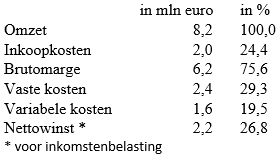 in mln euro in %
Omzet 8,2 100,0
Inkoopkosten 2,0 24,4
Brutomarge 6,2 75,6
Vaste kosten 2,4 29,3
Variabele kosten 1,6 19,5
Nettowinst * 2,2 26,8
* voor inkomstenbelasting